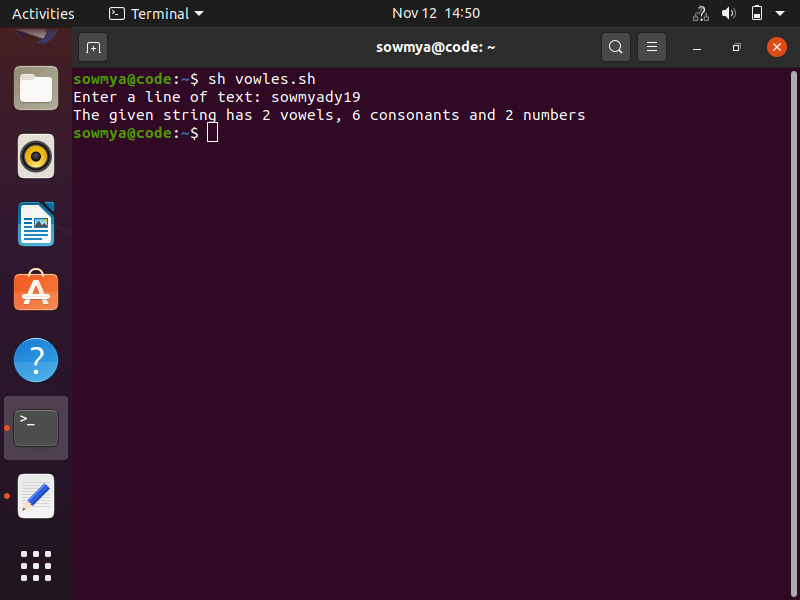 Activities Terminal Nov 12 14:50
sowmya@code: ~
sowmya@code:~$ sh vowles.sh
Enter a line of text: sowmyady19
The given string has 2 vowels, 6 consonants and 2 numbers
sowmya@code:~$